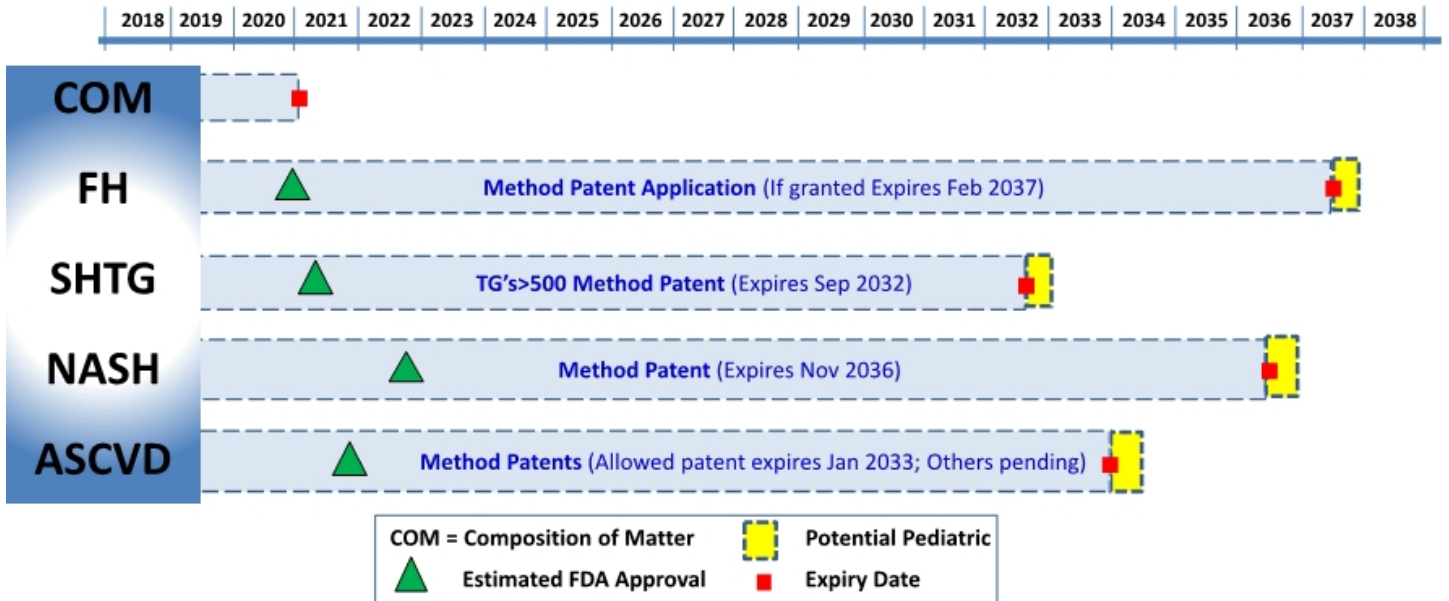 2018 2019 2020 2021 2022 2023 2024 2025 2026 2027 2028 2029 2030 2031 2032 2033 2034 2035 2036 2037 2038
COM
FH
Method Patent Application (If granted Expires Feb 2037)
SHTG
TG's>500 Method Patent (Expires Sep 2032)
NASH
Method Patent (Expires Nov 2036)
ASCVD
Method Patents (Allowed patent expires Jan 2033; Others pending)
COM = Composition of Matter Potential Pediatric
Estimated FDA Approval Expiry Date